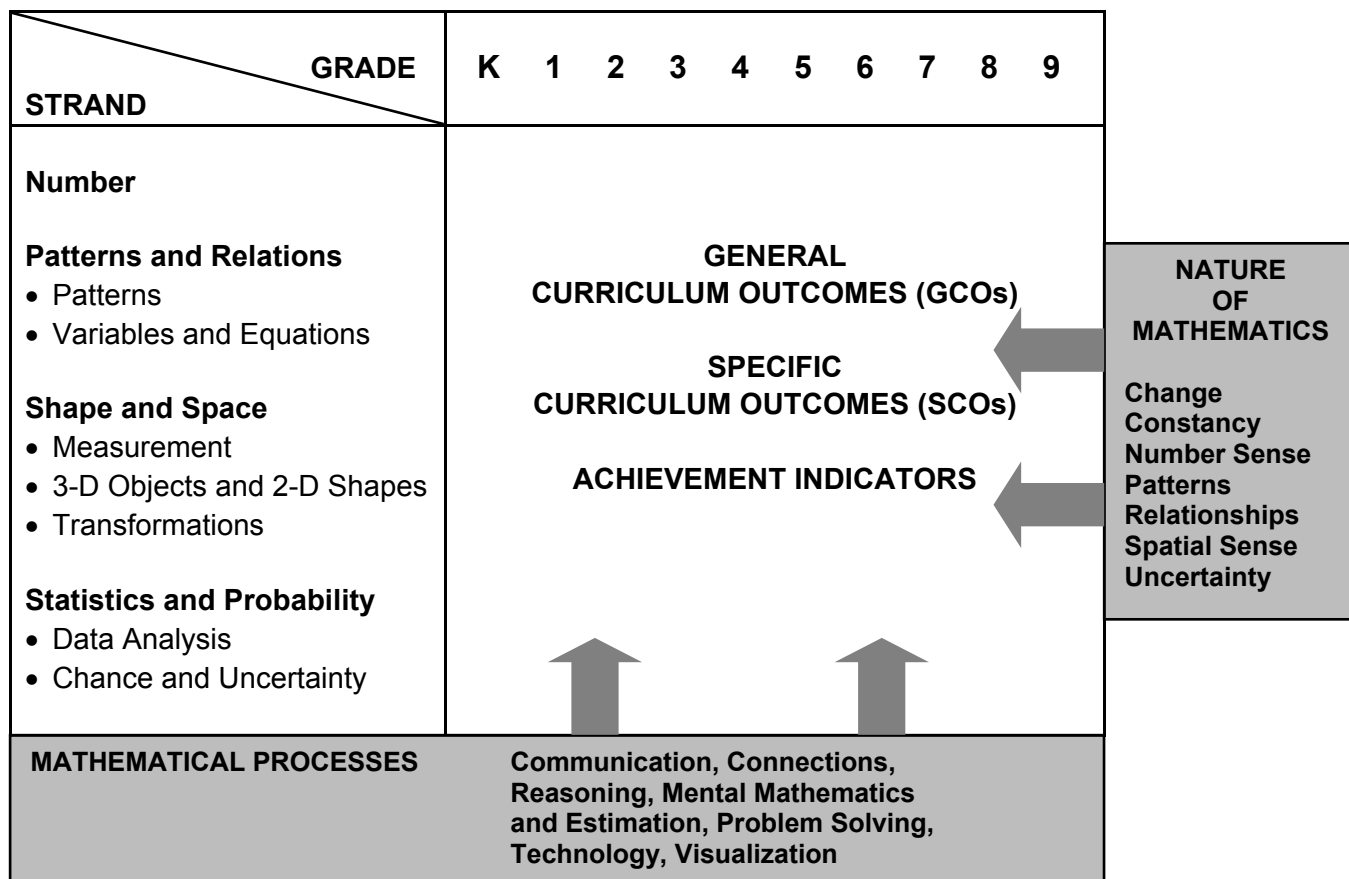 GRADE
STRAND
K 1 2 3 4 5 6 7 8 9
Number
Patterns and Relations
• Patterns
• Variables and Equations
Shape and Space
• Measurement
• 3-D Objects and 2-D Shapes
• Transformations
Statistics and Probability
• Data Analysis
• Chance and Uncertainty
GENERAL
CURRICULUM OUTCOMES (GCOs)
SPECIFIC
CURRICULUM OUTCOMES (SCOs)
ACHIEVEMENT INDICATORS
NATURE
OF
MATHEMATICS
Change
Constancy
Number Sense
Patterns
Relationships
Spatial Sense
Uncertainty
MATHEMATICAL PROCESSES
Communication, Connections,
Reasoning, Mental Mathematics
and Estimation, Problem Solving,
Technology, Visualization